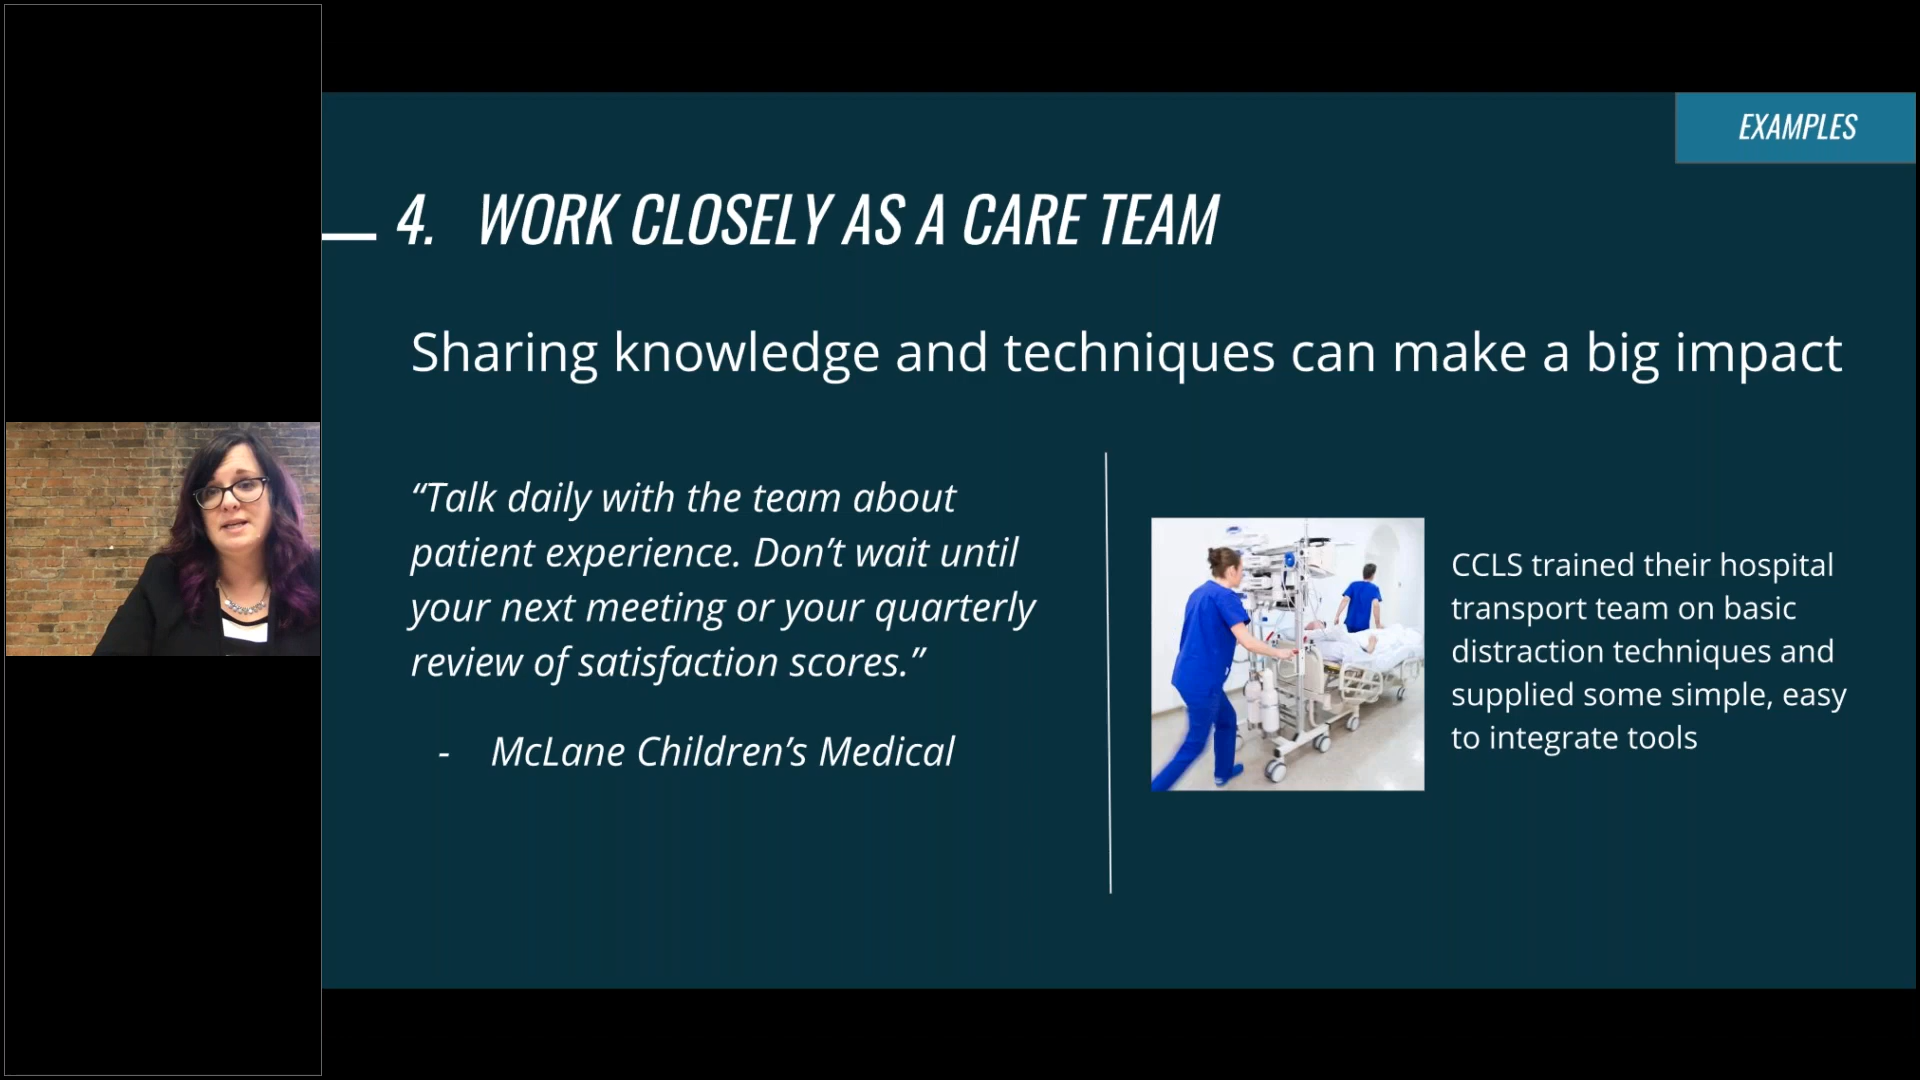 EXAMPLES
4. WORK CLOSELY AS A CARE TEAM
Sharing knowledge and techniques can make a big impact
“Talk daily with the team about
patient experience. Don’t wait until
your next meeting or your quarterly
review of satisfaction scores.”
- McLane Children’s Medical
CCLS trained their hospital
transport team on basic
distraction techniques and
supplied some simple, easy
to integrate tools